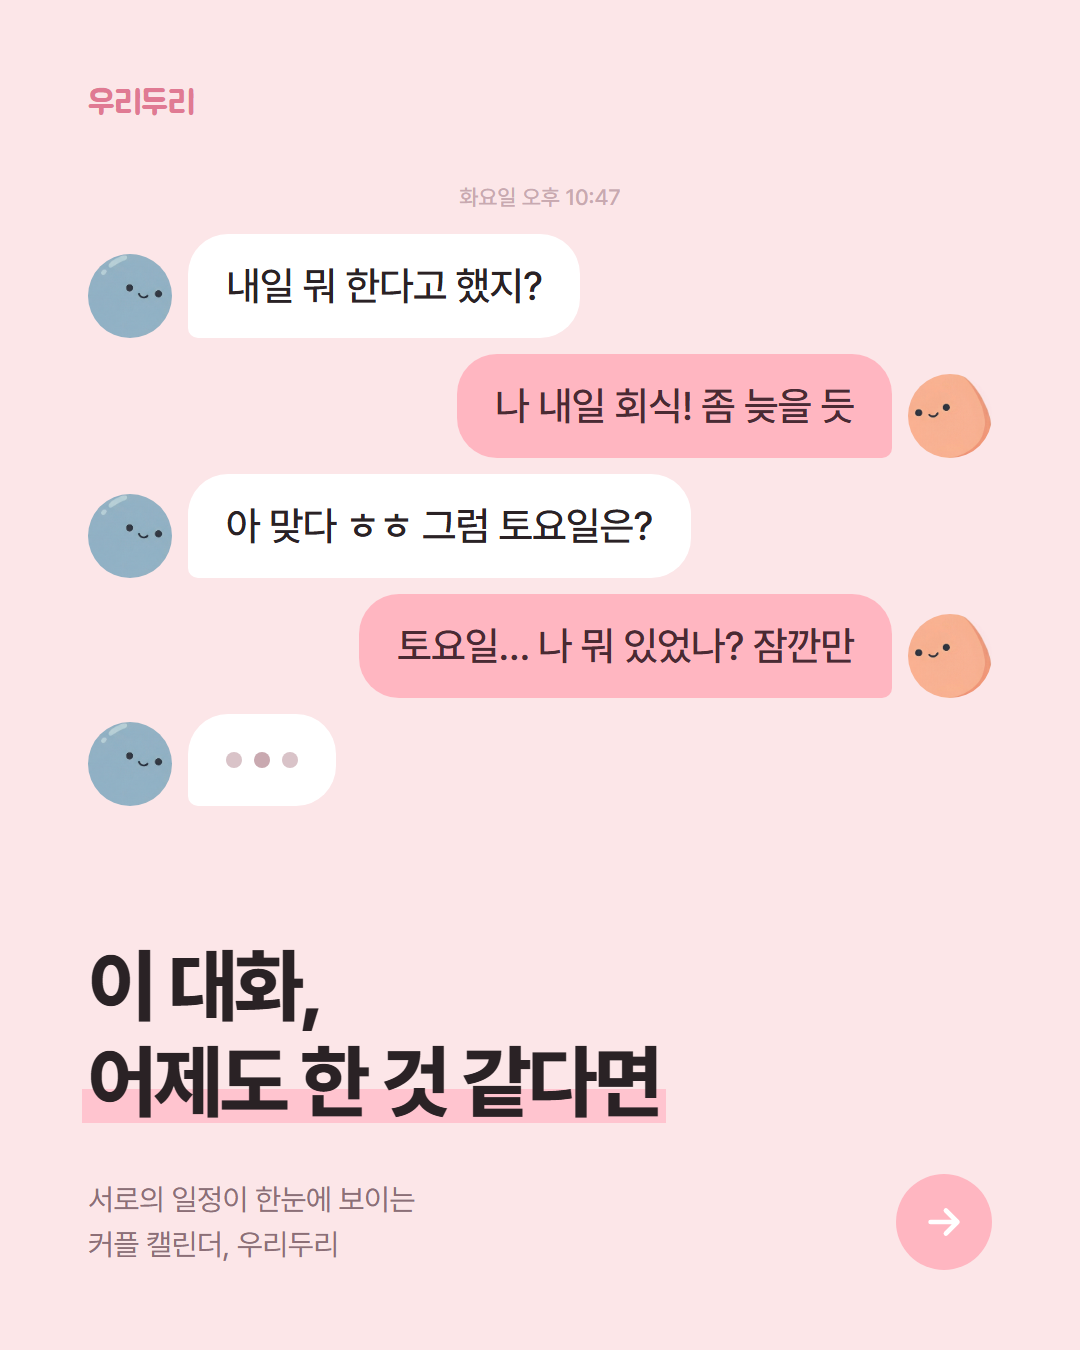 우리두리
화요일 오후 10:47
내일 뭐 한다고 했지?
나 내일 회식! 좀 늦을 듯
아 맞다 ㅎㅎ 그럼 토요일은?
토요일... 나 뭐 있었나? 잠깐만
이 대화,
어제도 한 것 같다면
서로의 일정이 한눈에 보이는
커플 캘린더, 우리두리